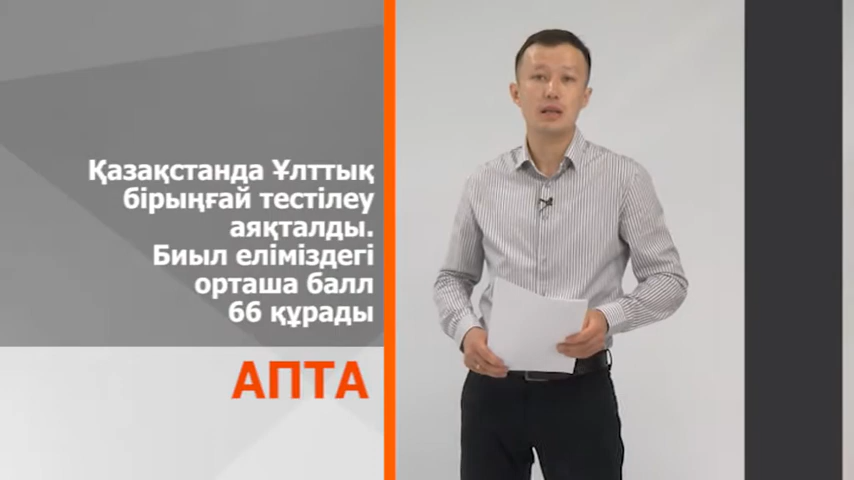 Қазақстанда Ұлттық
бірыңғай тестілеу
аяқталды.
Биыл еліміздегі
орташа балл
66 құрады
АПТА